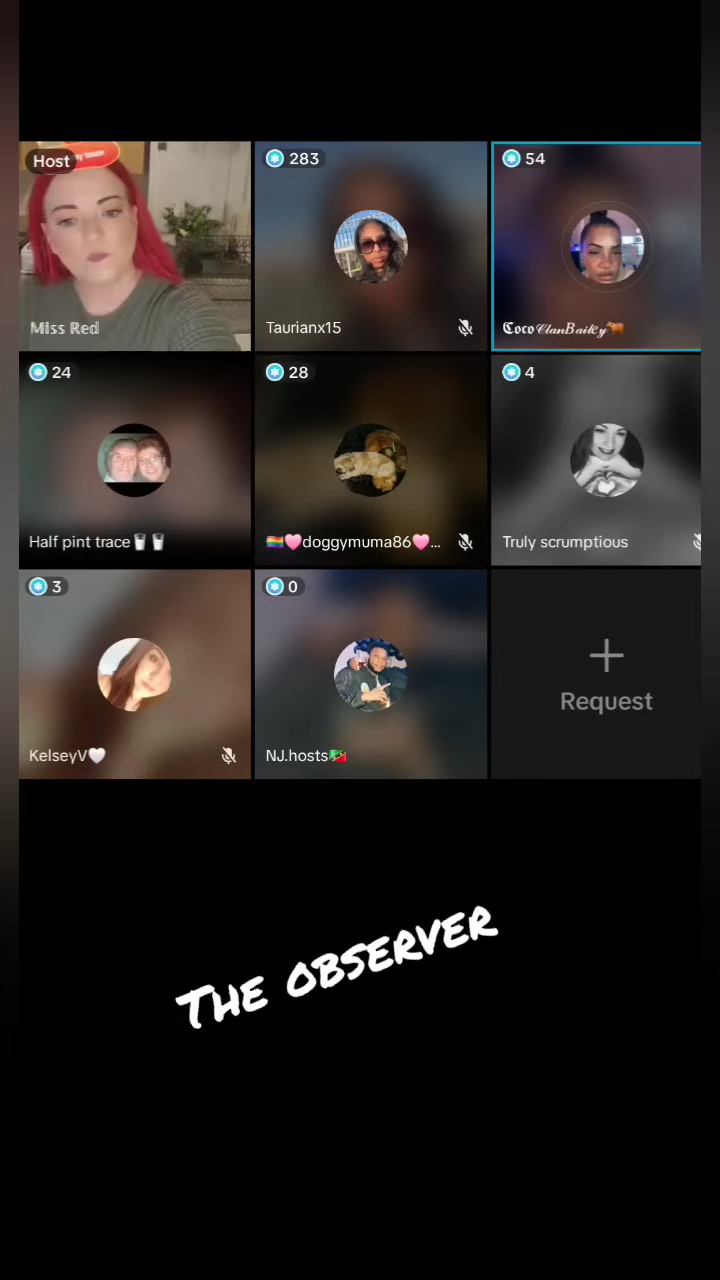 Host
283
54
Miss Red
Taurianx15
𝕮𝖔𝖈𝖔𝓒𝓵𝓪𝓷𝓑𝓪𝓲𝓵𝓮𝔂🐂
24
28
4
Half pint trace🥛🥛
🏳️‍🌈🩷doggymuma86🩷...
Truly scrumptious
3
0
Request
KelseyV🤍
NJ.hosts🇰🇳
THE OBSERVER